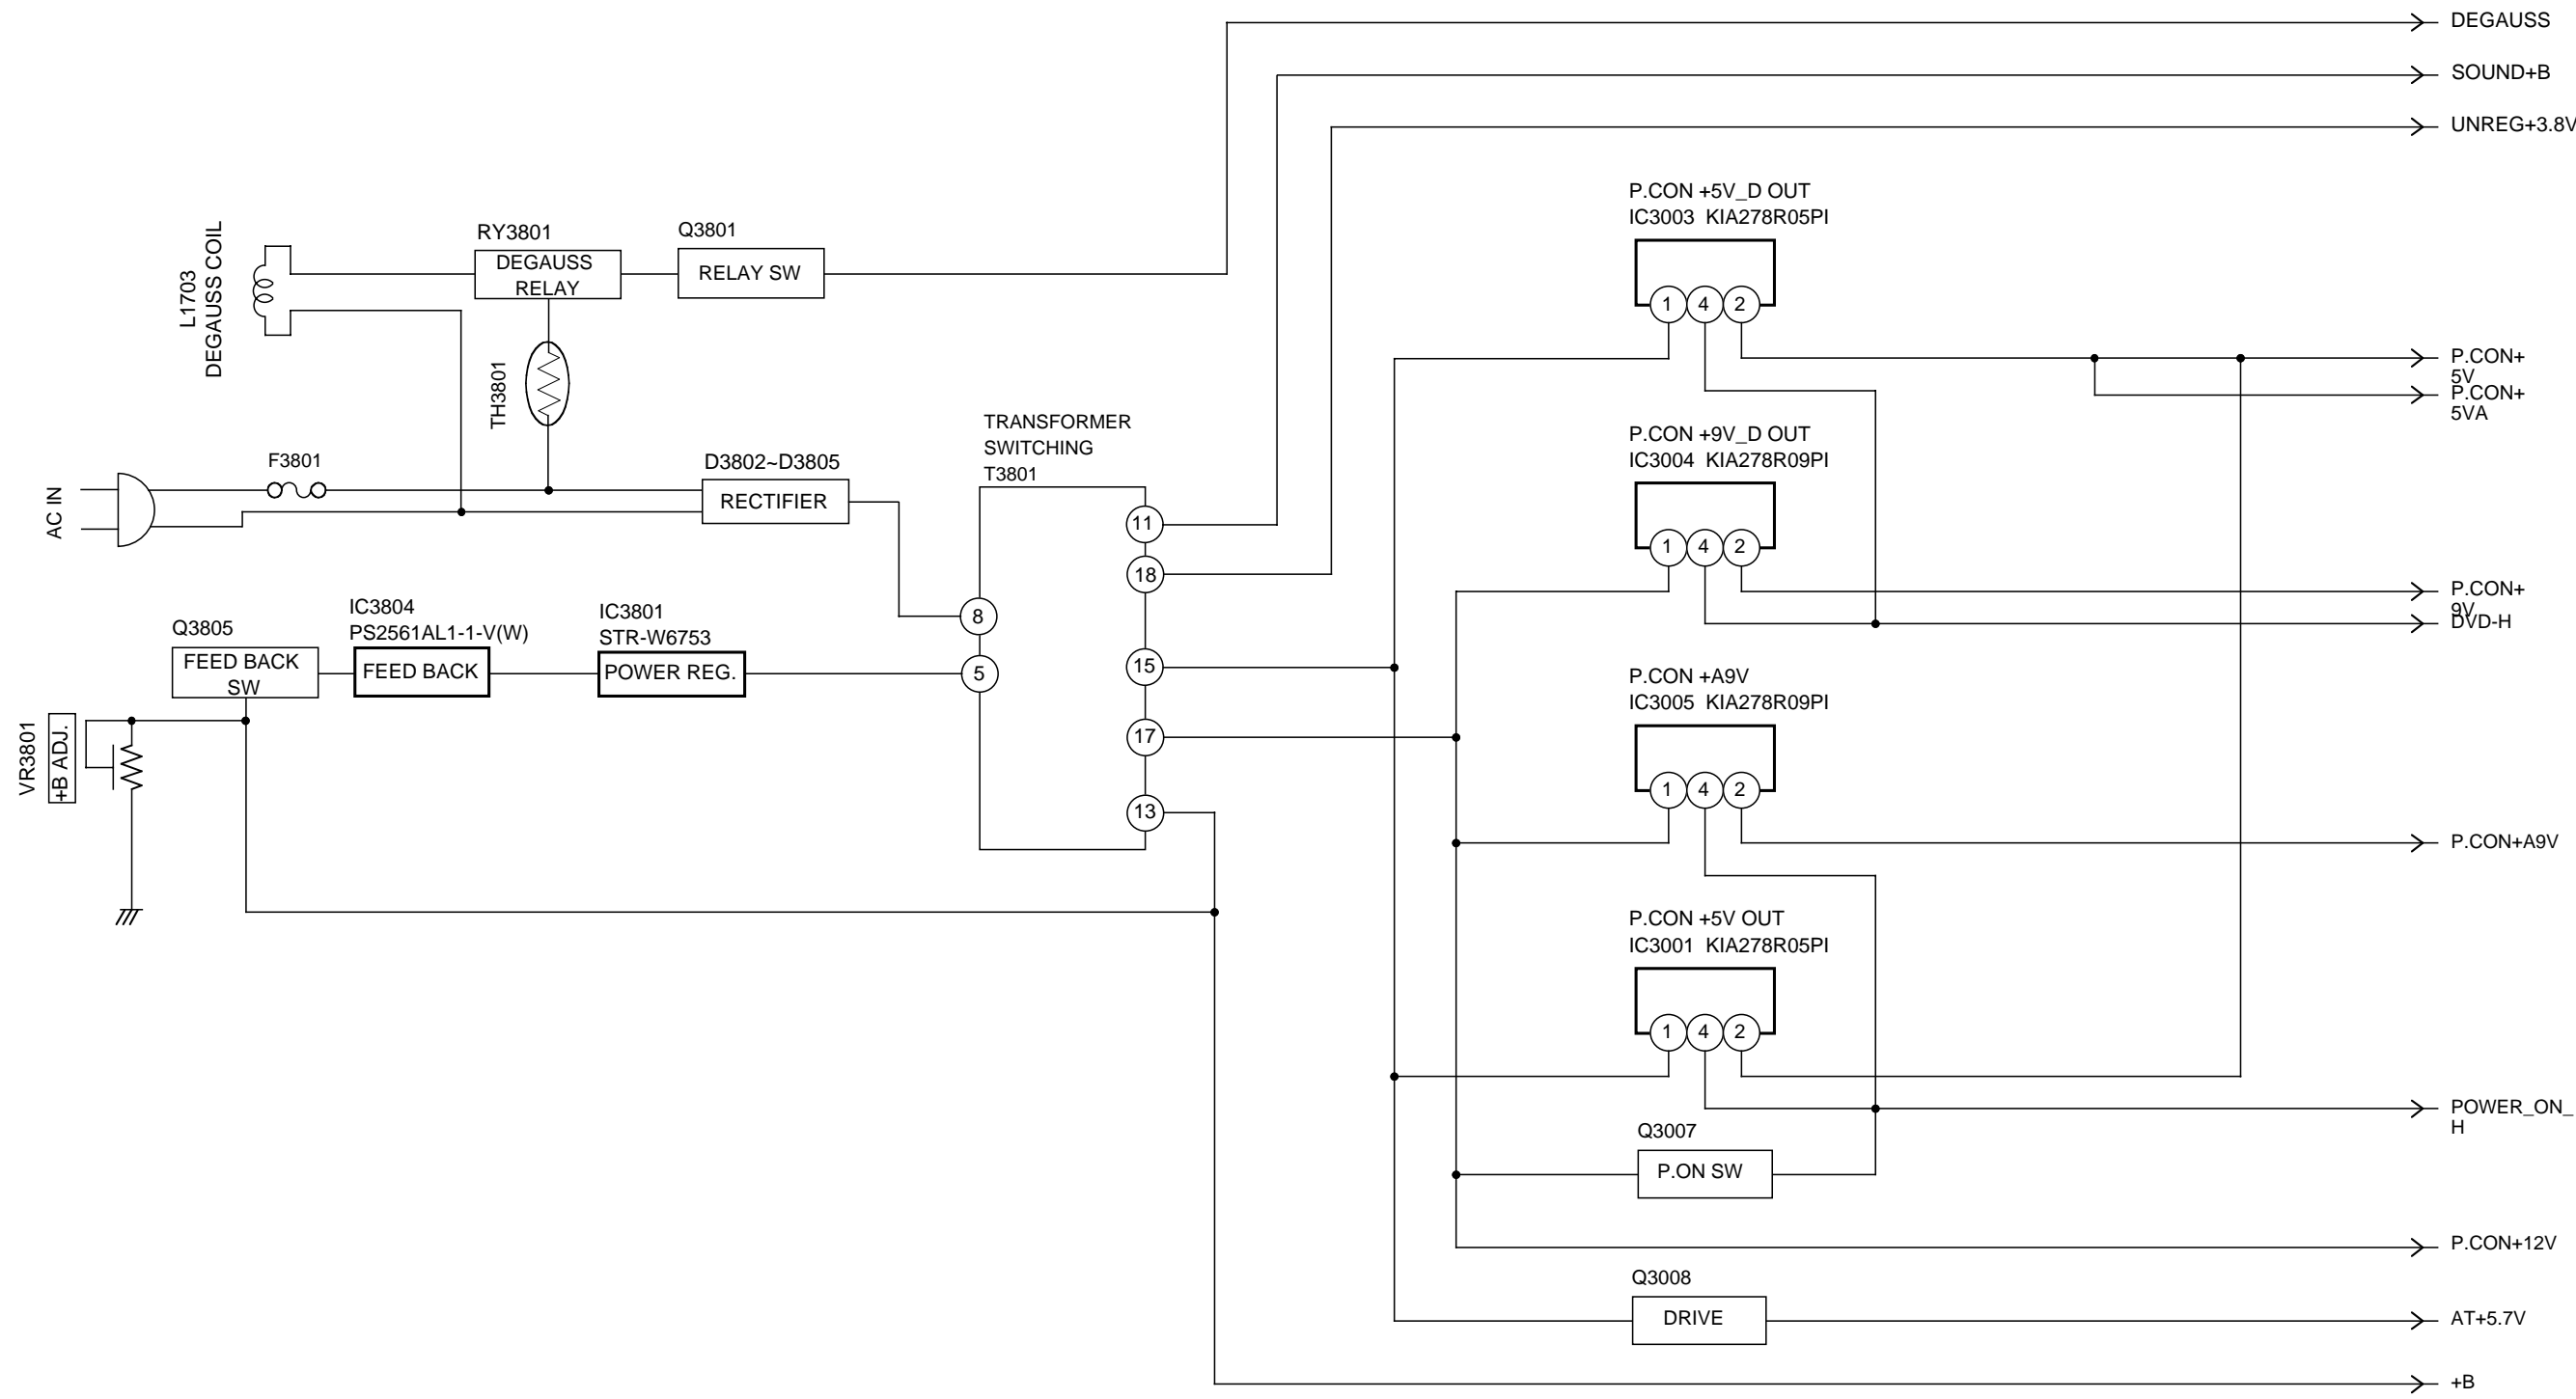 DEGAUSS
SOUND+B
UNREG+3.8V
P.CON +5V_D OUT
IC3003 KIA278R05PI
1 4 2
L1703
DEGAUSS COIL
RY3801
DEGAUSS
RELAY
Q3801
RELAY SW
TH3801
P.CON+
5V
P.CON+
5VA
TRANSFORMER
SWITCHING
T3801
P.CON +9V_D OUT
IC3004 KIA278R09PI
1 4 2
AC IN
F3801
D3802~D3805
RECTIFIER
11
18
8
5
15
17
13
P.CON+
9V
DVD-H
Q3805
FEED BACK
SW
IC3804
PS2561AL1-1-V(W)
FEED BACK
IC3801
STR-W6753
POWER REG.
VR3801
+B ADJ.
P.CON +A9V
IC3005 KIA278R09PI
1 4 2
P.CON+A9V
P.CON +5V OUT
IC3001 KIA278R05PI
1 4 2
POWER_ON_
H
Q3007
P.ON SW
P.CON+12V
Q3008
DRIVE
AT+5.7V
+B